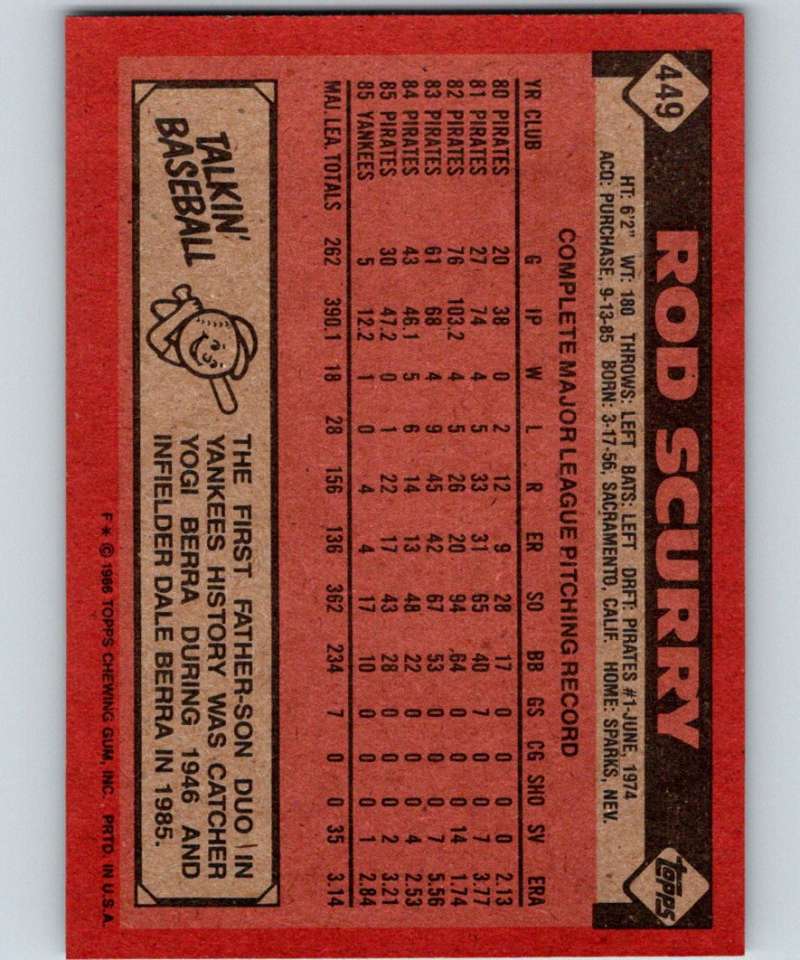 449
ROD SCURRY
topps
HT: 6'2" WT: 180 THROWS: LEFT BATS: LEFT DRFT: PIRATES #1-JUNE, 1974
ACQ: PURCHASE, 9-13-85 BORN: 3-17-56, SACRAMENTO, CALIF. HOME: SPARKS, NEV.
COMPLETE MAJOR LEAGUE PITCHING RECORD
YR CLUB G IP W L R ER SO BB GS CG SHO SV ERA
80 PIRATES 20 38 0 2 12 9 28 17 0 0 0 0 2.13
81 PIRATES 27 74 4 5 33 31 65 40 7 0 0 7 3.77
82 PIRATES 76 103.2 4 5 26 20 94 64 0 0 0 14 1.74
83 PIRATES 61 68 4 9 45 42 67 53 0 0 0 7 5.56
84 PIRATES 43 46.1 5 6 14 13 48 22 0 0 0 4 2.53
85 PIRATES 30 47.2 0 1 22 17 43 28 0 0 0 2 3.21
85 YANKEES 5 12.2 1 0 4 4 17 10 0 0 0 1 2.84
MAJ. LEA. TOTALS 262 390.1 18 28 156 136 362 234 7 0 0 35 3.14
TALKIN'
BASEBALL
THE FIRST FATHER-SON DUO IN
YANKEES HISTORY WAS CATCHER
YOGI BERRA DURING 1946 AND
INFIELDER DALE BERRA IN 1985.
F* © 1986 TOPPS CHEWING GUM, INC. PRTD. IN U.S.A.